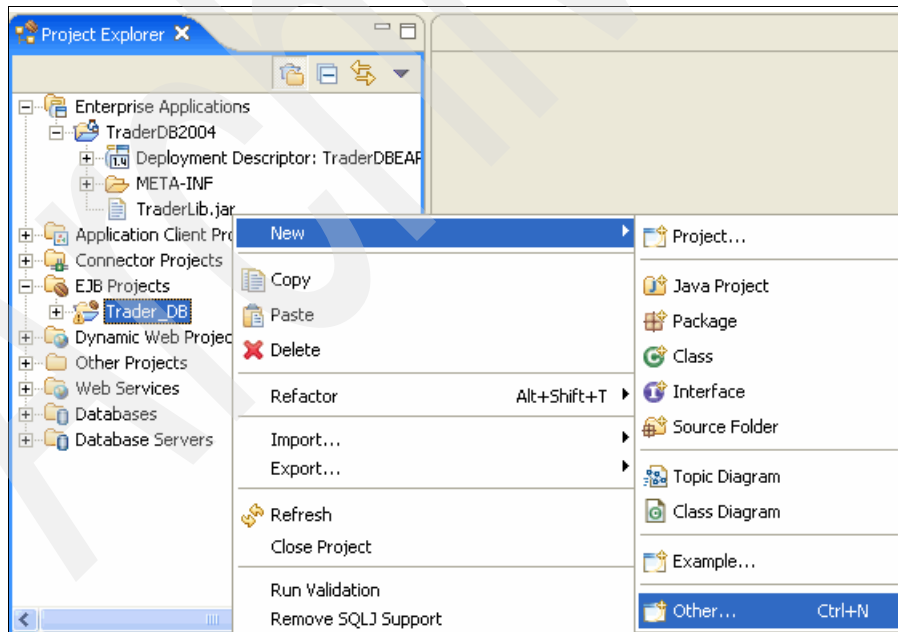 Project Explorer
Enterprise Applications
TraderDB2004
1.4 Deployment Descriptor: TraderDBEAR
META-INF
TraderLib.jar
Application Client Pro
Connector Projects
EJB Projects
Trader_DB
Dynamic Web Projec
Other Projects
Web Services
Databases
Database Servers
New
Copy
Paste
Delete
Refactor Alt+Shift+T
Import...
Export...
Refresh
Close Project
Run Validation
Remove SQLJ Support
Project...
Java Project
Package
Class
Interface
Source Folder
Topic Diagram
Class Diagram
Example...
Other... Ctrl+N